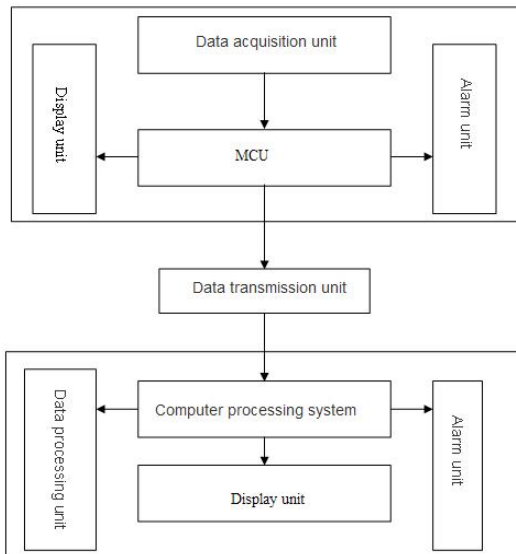 Data acquisition unit
Display unit
MCU
Alarm unit
Data transmission unit
Data processing unit
Computer processing system
Alarm unit
Display unit